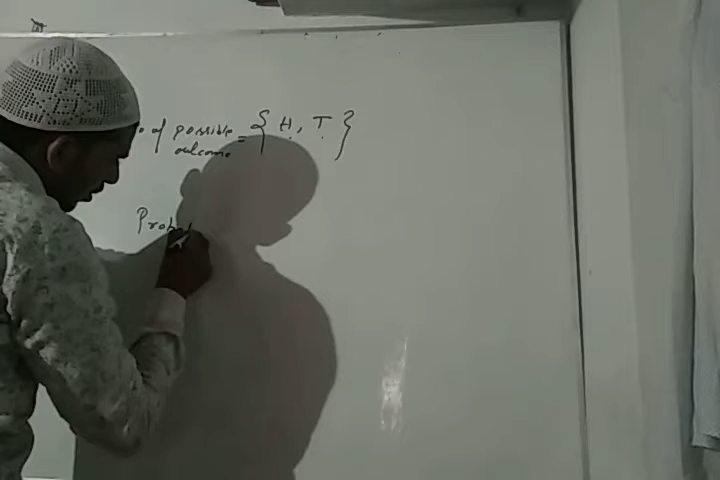 of possible = { H, T }
outcome
Prob